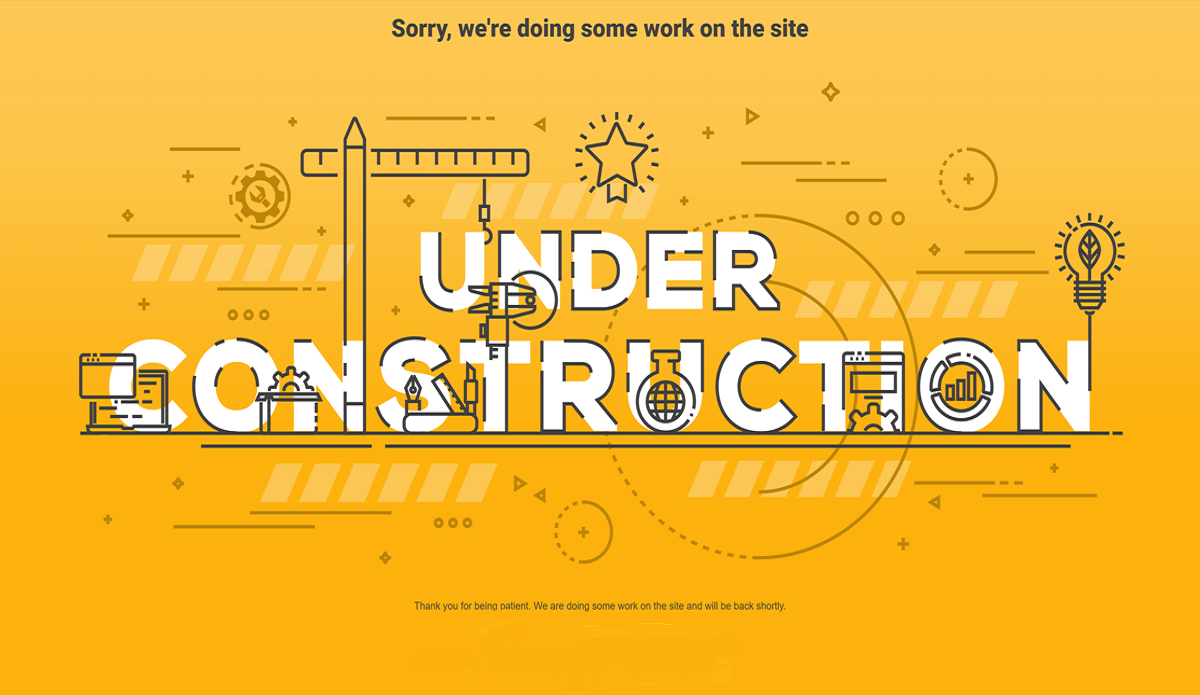 Sorry, we're doing some work on the site
UNDER
CONSTRUCTION
Thank you for being patient. We are doing some work on the site and will be back shortly.